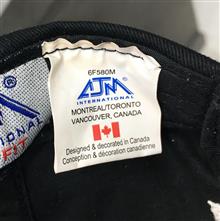 6F580M
AJM
INTERNATIONAL
MONTREAL/TORONTO
VANCOUVER, CANADA
Designed & decorated in Canada
Conception & décoration canadienne